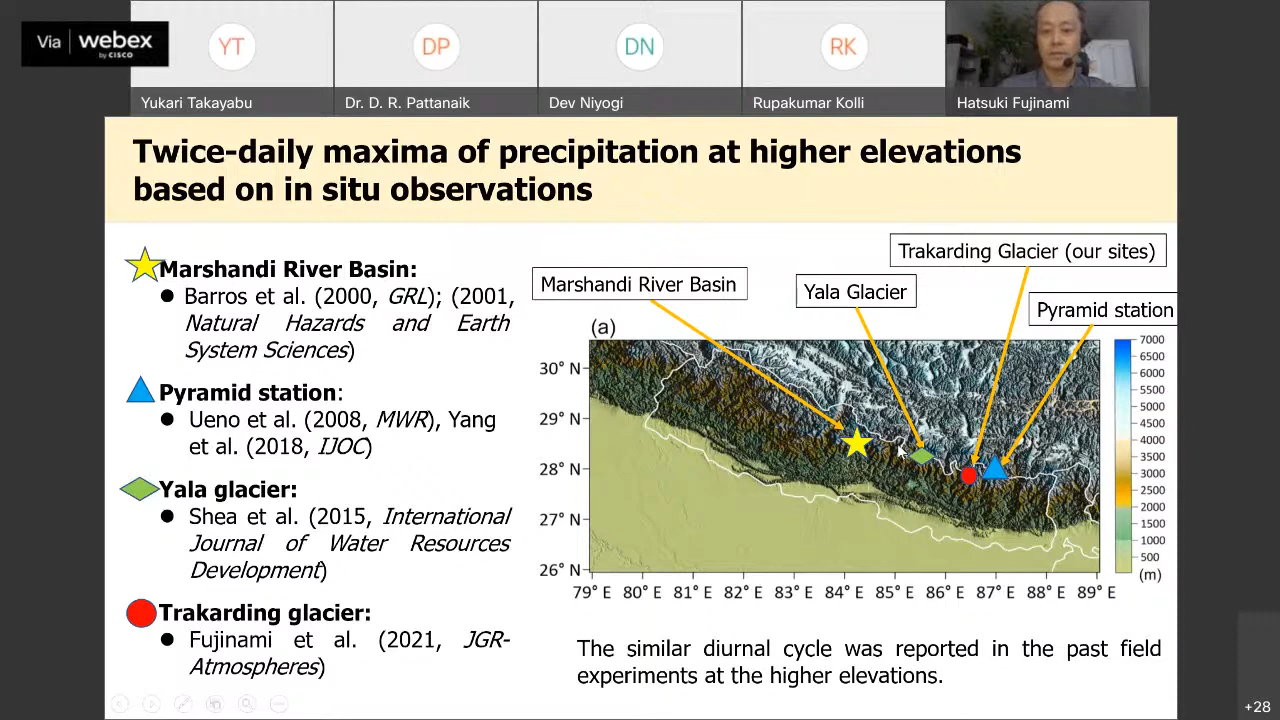 Via webex
by CISCO
YT
DP
DN
RK
Yukari Takayabu
Dr. D. R. Pattanaik
Dev Niyogi
Rupakumar Kolli
Hatsuki Fujinami
Twice-daily maxima of precipitation at higher elevations
based on in situ observations
Marshandi River Basin:
● Barros et al. (2000, GRL); (2001,
Natural Hazards and Earth
System Sciences)
Pyramid station:
● Ueno et al. (2008, MWR), Yang
et al. (2018, IJOC)
Yala glacier:
● Shea et al. (2015, International
Journal of Water Resources
Development)
Trakarding glacier:
● Fujinami et al. (2021, JGR-
Atmospheres)
Trakarding Glacier (our sites)
Marshandi River Basin
Yala Glacier
Pyramid station
(a)
30° N
29° N
28° N
27° N
26° N
79° E 80° E 81° E 82° E 83° E 84° E 85° E 86° E 87° E 88° E 89° E
7000
6500
6000
5500
5000
4500
4000
3500
3000
2500
2000
1500
1000
500
(m)
The similar diurnal cycle was reported in the past field
experiments at the higher elevations.
+28